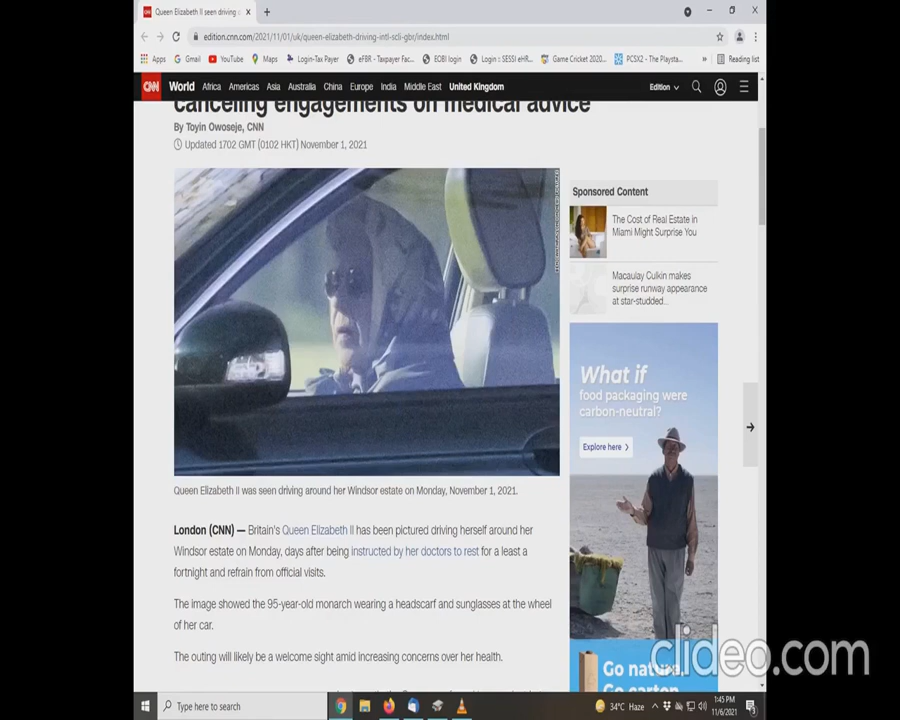 Queen Elizabeth II seen driving
edition.cnn.com/2021/11/01/uk/queen-elizabeth-driving-intl-scli-gbr/index.html
Apps Gmail YouTube Maps Login-Tax Payer eFBR - Taxpayer Fac... EOBI login Login :: SESSI eHR... Game Cricket 2020... PCSX2 - The Playsta... » Reading list
CNN World Africa Americas Asia Australia China Europe India Middle East United Kingdom Edition
canceling engagements on medical advice
By Toyin Owoseje, CNN
Updated 1702 GMT (0102 HKT) November 1, 2021
Queen Elizabeth II was seen driving around her Windsor estate on Monday, November 1, 2021.
London (CNN) — Britain's Queen Elizabeth II has been pictured driving herself around her
Windsor estate on Monday, days after being instructed by her doctors to rest for a least a
fortnight and refrain from official visits.
The image showed the 95-year-old monarch wearing a headscarf and sunglasses at the wheel
of her car.
The outing will likely be a welcome sight amid increasing concerns over her health.
Sponsored Content
The Cost of Real Estate in
Miami Might Surprise You
Macaulay Culkin makes
surprise runway appearance
at star-studded...
What if
food packaging were
carbon-neutral?
Explore here >
Go nature.
Go carton.
clideo.com
Type here to search
34°C Haze
1:45 PM
11/6/2021
3